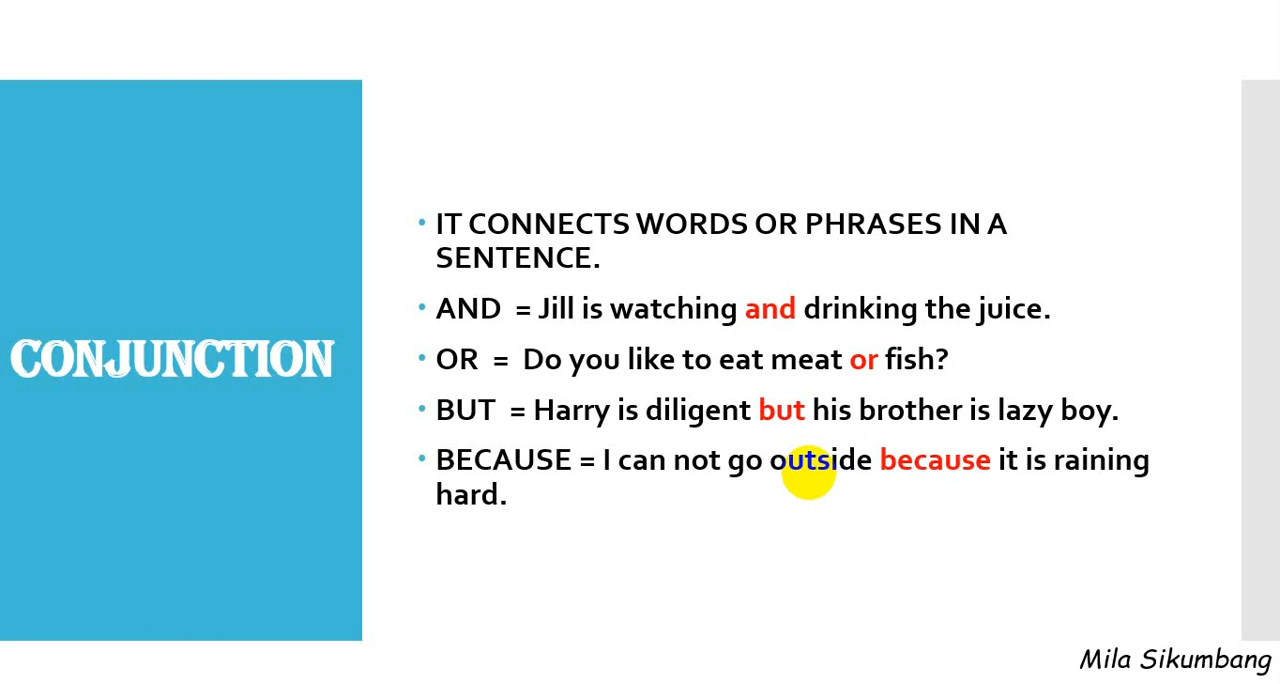 CONJUNCTION
• IT CONNECTS WORDS OR PHRASES IN A
SENTENCE.
• AND = Jill is watching and drinking the juice.
• OR = Do you like to eat meat or fish?
• BUT = Harry is diligent but his brother is lazy boy.
• BECAUSE = I can not go outside because it is raining
hard.
Mila Sikumbang